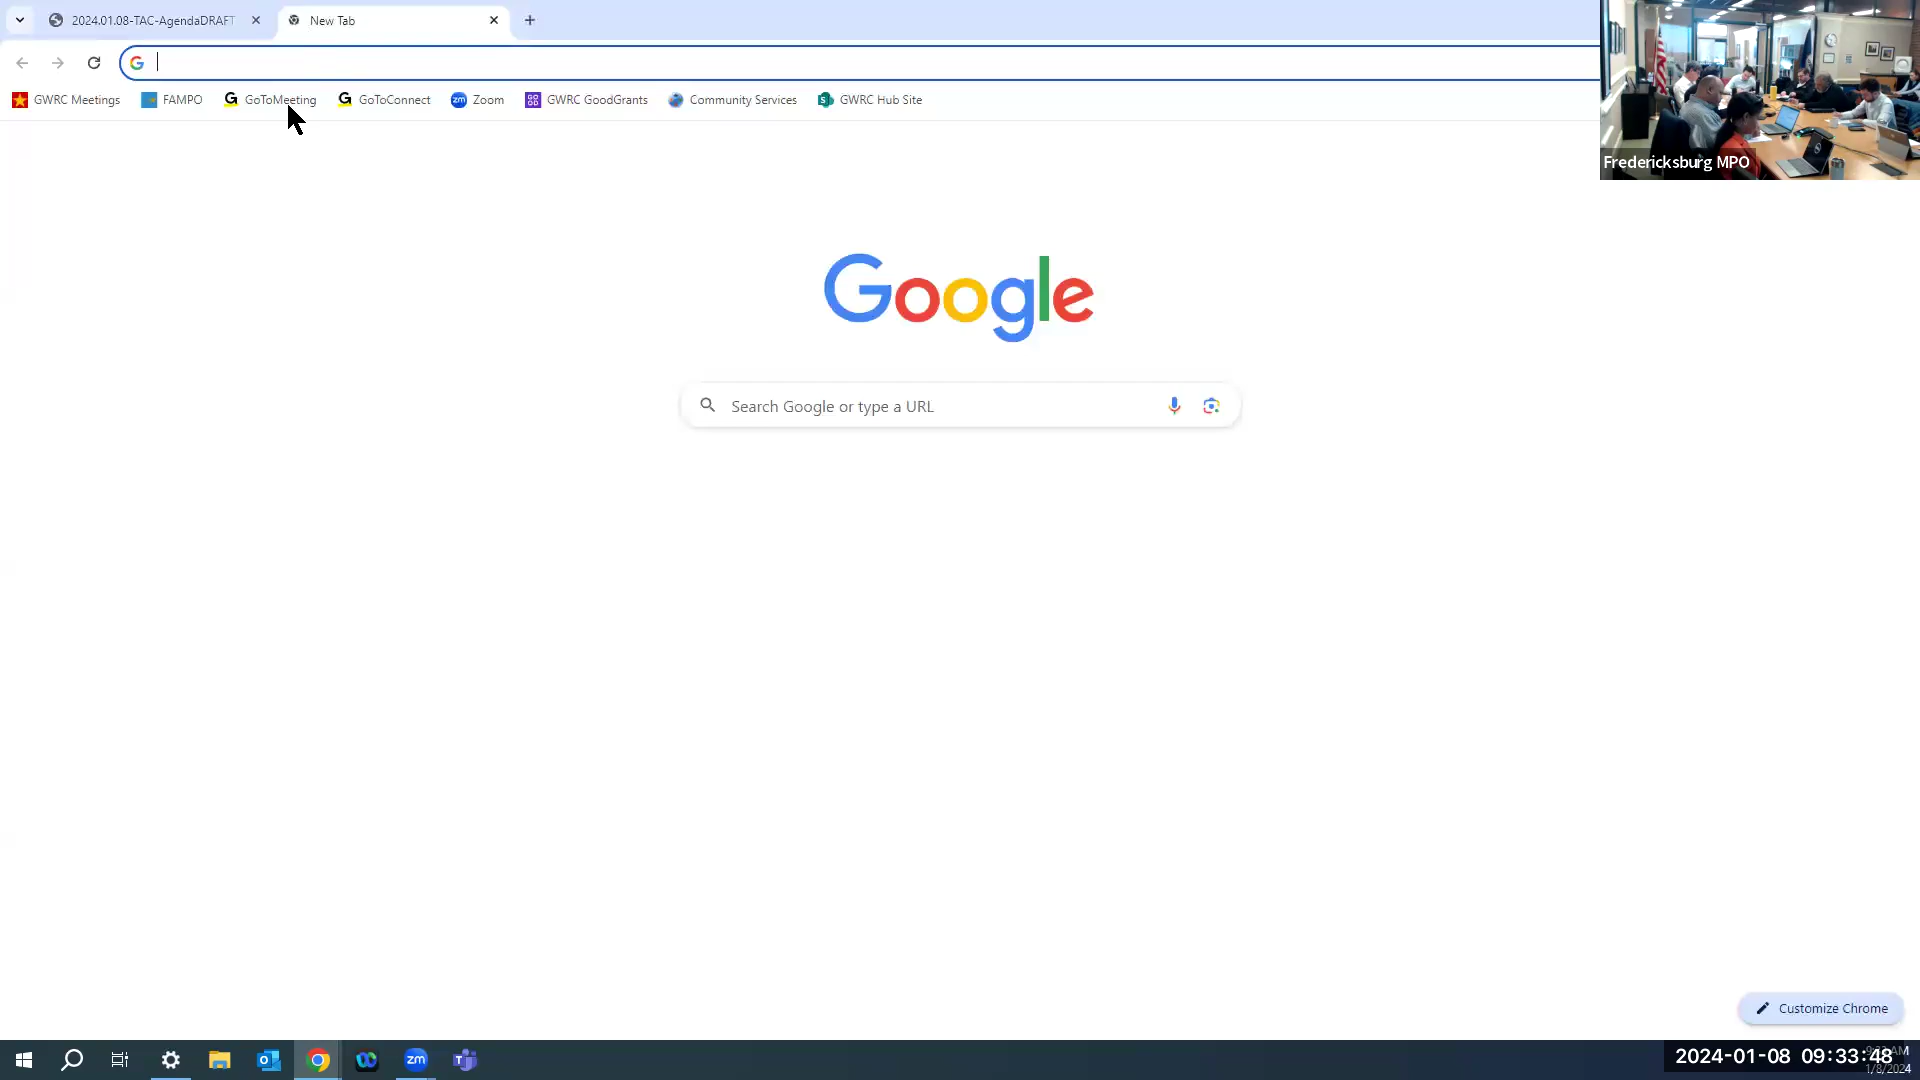 2024.01.08-TAC-AgendaDRAFT
New Tab
GWRC Meetings
FAMPO
GoToMeeting
GoToConnect
Zoom
GWRC GoodGrants
Community Services
GWRC Hub Site
Fredericksburg MPO
Google
Search Google or type a URL
Customize Chrome
2024-01-08 09:33:48
1/8/2024